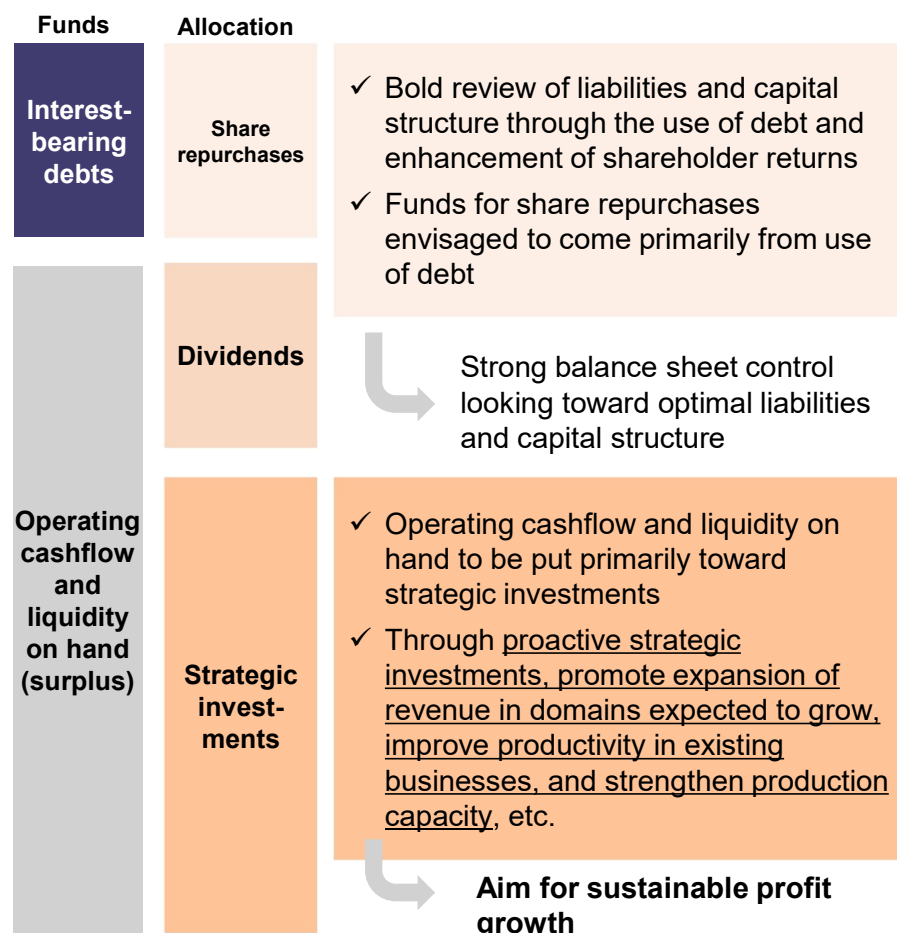 Funds
Allocation
Interest-
bearing
debts
Share
repurchases
✓ Bold review of liabilities and capital
structure through the use of debt and
enhancement of shareholder returns
✓ Funds for share repurchases
envisaged to come primarily from use
of debt
Dividends
Strong balance sheet control
looking toward optimal liabilities
and capital structure
Operating
cashflow
and
liquidity
on hand
(surplus)
Strategic
invest-
ments
✓ Operating cashflow and liquidity on
hand to be put primarily toward
strategic investments
✓ Through proactive strategic
investments, promote expansion of
revenue in domains expected to grow,
improve productivity in existing
businesses, and strengthen production
capacity, etc.
Aim for sustainable profit
growth